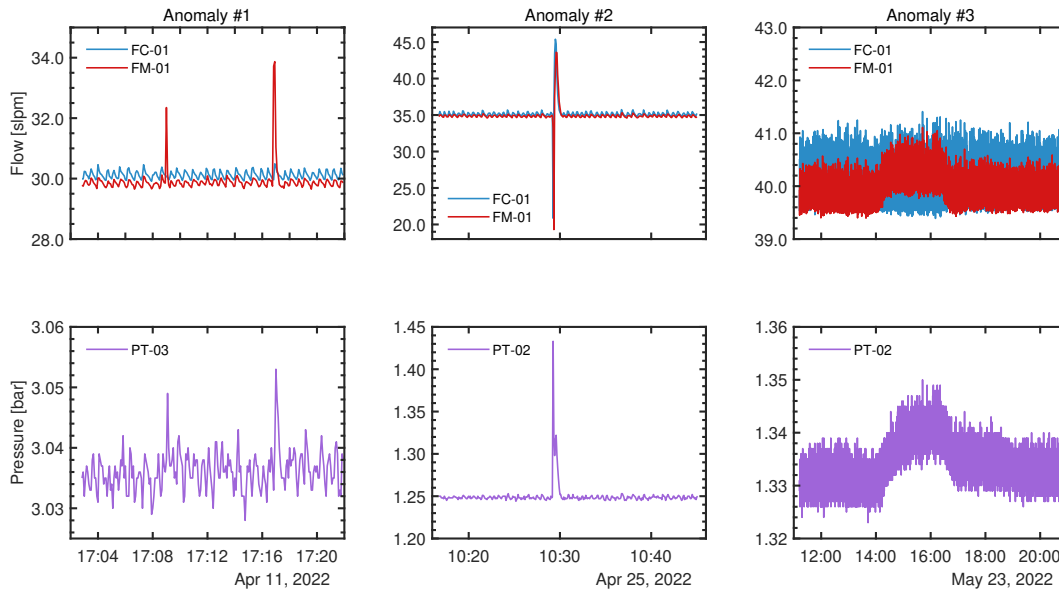 Anomaly #1
Anomaly #2
Anomaly #3
Flow [slpm]
34.0
32.0
30.0
28.0
FC-01
FM-01
45.0
40.0
35.0
30.0
25.0
20.0
FC-01
FM-01
43.0
42.0
41.0
40.0
39.0
FC-01
FM-01
Pressure [bar]
3.06
3.05
3.04
3.03
PT-03
17:04
17:08
17:12
17:16
17:20
Apr 11, 2022
1.45
1.40
1.35
1.30
1.25
1.20
PT-02
10:20
10:30
10:40
Apr 25, 2022
1.36
1.35
1.34
1.33
1.32
PT-02
12:00
14:00
16:00
18:00
20:00
May 23, 2022